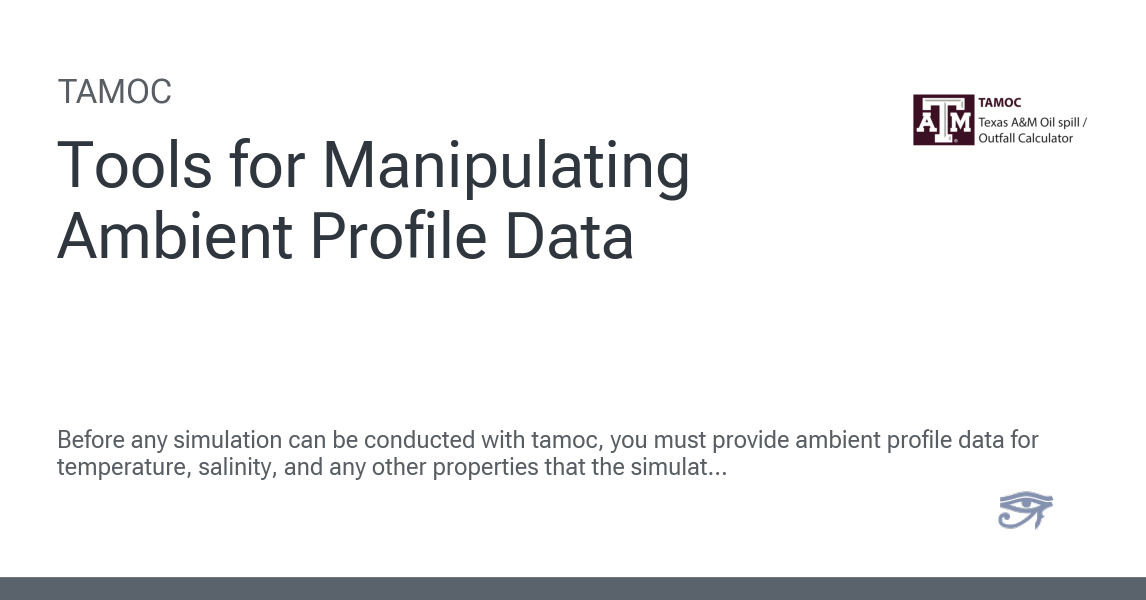 TAMOC
Tools for Manipulating
Ambient Profile Data
ATM TAMOC
Texas A&M Oil spill /
Outfall Calculator
Before any simulation can be conducted with tamoc, you must provide ambient profile data for
temperature, salinity, and any other properties that the simulat...